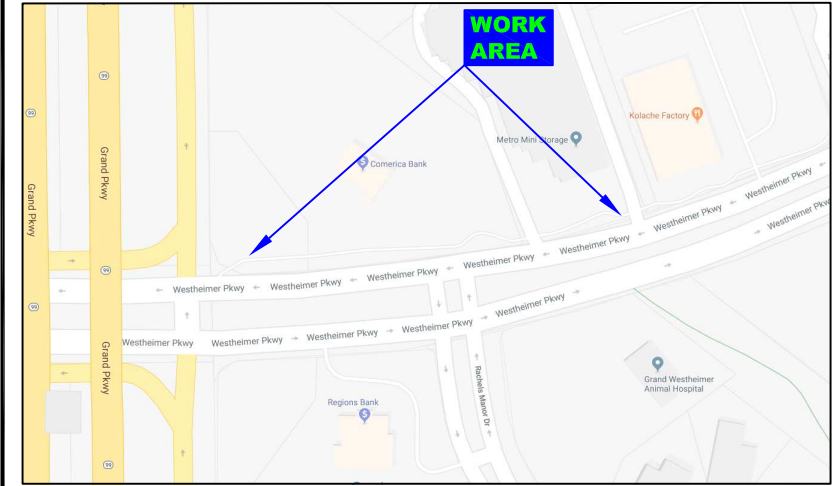 WORK
AREA
99
99
Kolache Factory
Metro Mini Storage
Grand Pkwy
Comerica Bank
Grand Pkwy
Westheimer Pkwy
Westheimer Pkwy
Westheimer Pkwy
Westheimer Pkwy
99
Westheimer Pkwy
Westheimer Pkwy
Westheimer Pkwy
Westheimer Pkwy
Westheimer Pkwy
99
Westheimer Pkwy
Westheimer Pkwy
Westheimer Pkwy
Westheimer Pkwy
Westheimer Pkwy
Grand Pkwy
Rachels Manor Dr
Grand Westheimer
Animal Hospital
Regions Bank
99